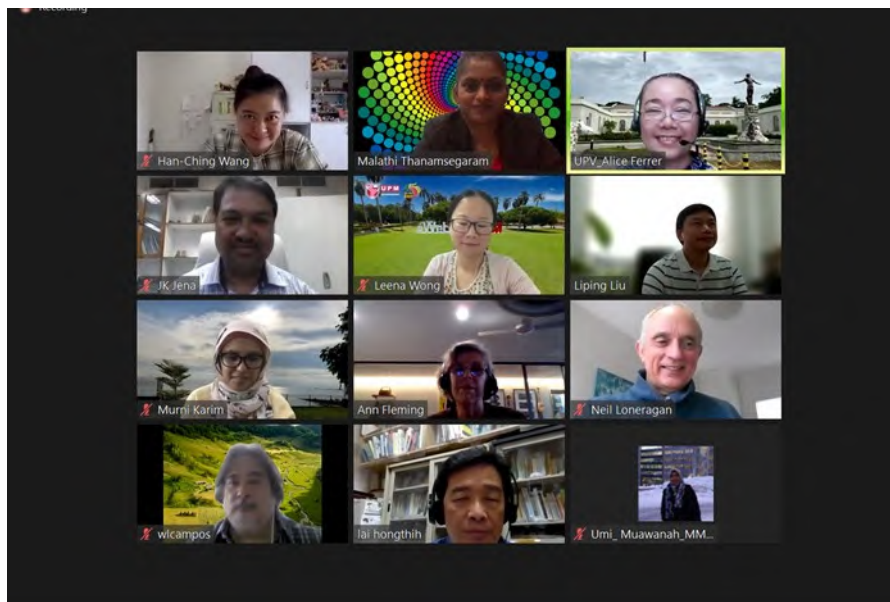 Recording
Han-Ching Wang
Malathi Thanamsegaram
UPV_Alice Ferrer
JK Jena
UPM
Leena Wong
Liping Liu
Murni Karim
Ann Fleming
Neil Loneragan
wlcampos
lai hongthih
Umi_ Muawanah_MM...